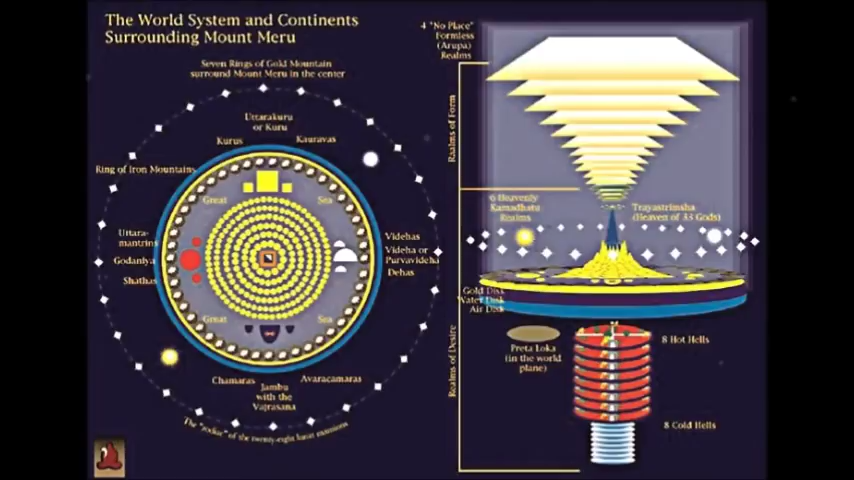 The World System and Continents
Surrounding Mount Meru
Seven Rings of Gold Mountain
surround Mount Meru in the center
Uttarakuru
or Kuru
Kurus
Kauravas
Ring of Iron Mountains
Great
Sea
Uttara-
mantrins
Godaniya
Shathas
Videhas
Videha or
Purvavideha
Dehas
Great
Sea
Chamaras
Jambu
with the
Vajrasana
Avaracamaras
The "zodiac" of the twenty-eight lunar mansions
4 "No Place"
Formless
(Arupa)
Realms
Realms of Form
6 Heavenly
Kamadhatu
Realms
Trayastrimsha
(Heaven of 33 Gods)
Gold Disk
Water Disk
Air Disk
Realms of Desire
Preta Loka
(in the world
plane)
8 Hot Hells
8 Cold Hells